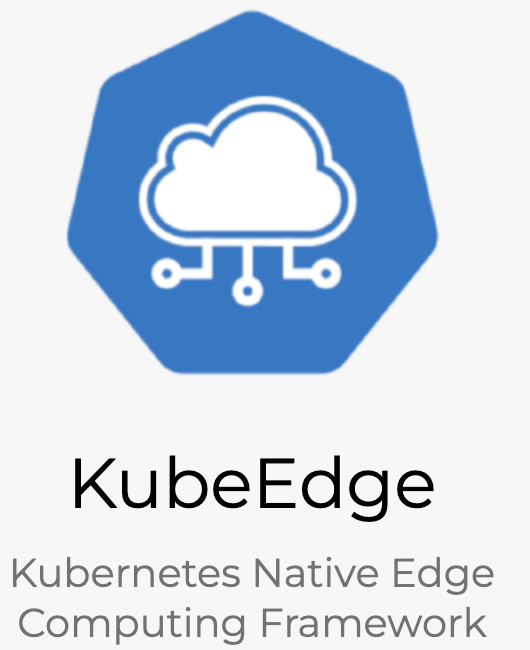 KubeEdge
Kubernetes Native Edge
Computing Framework